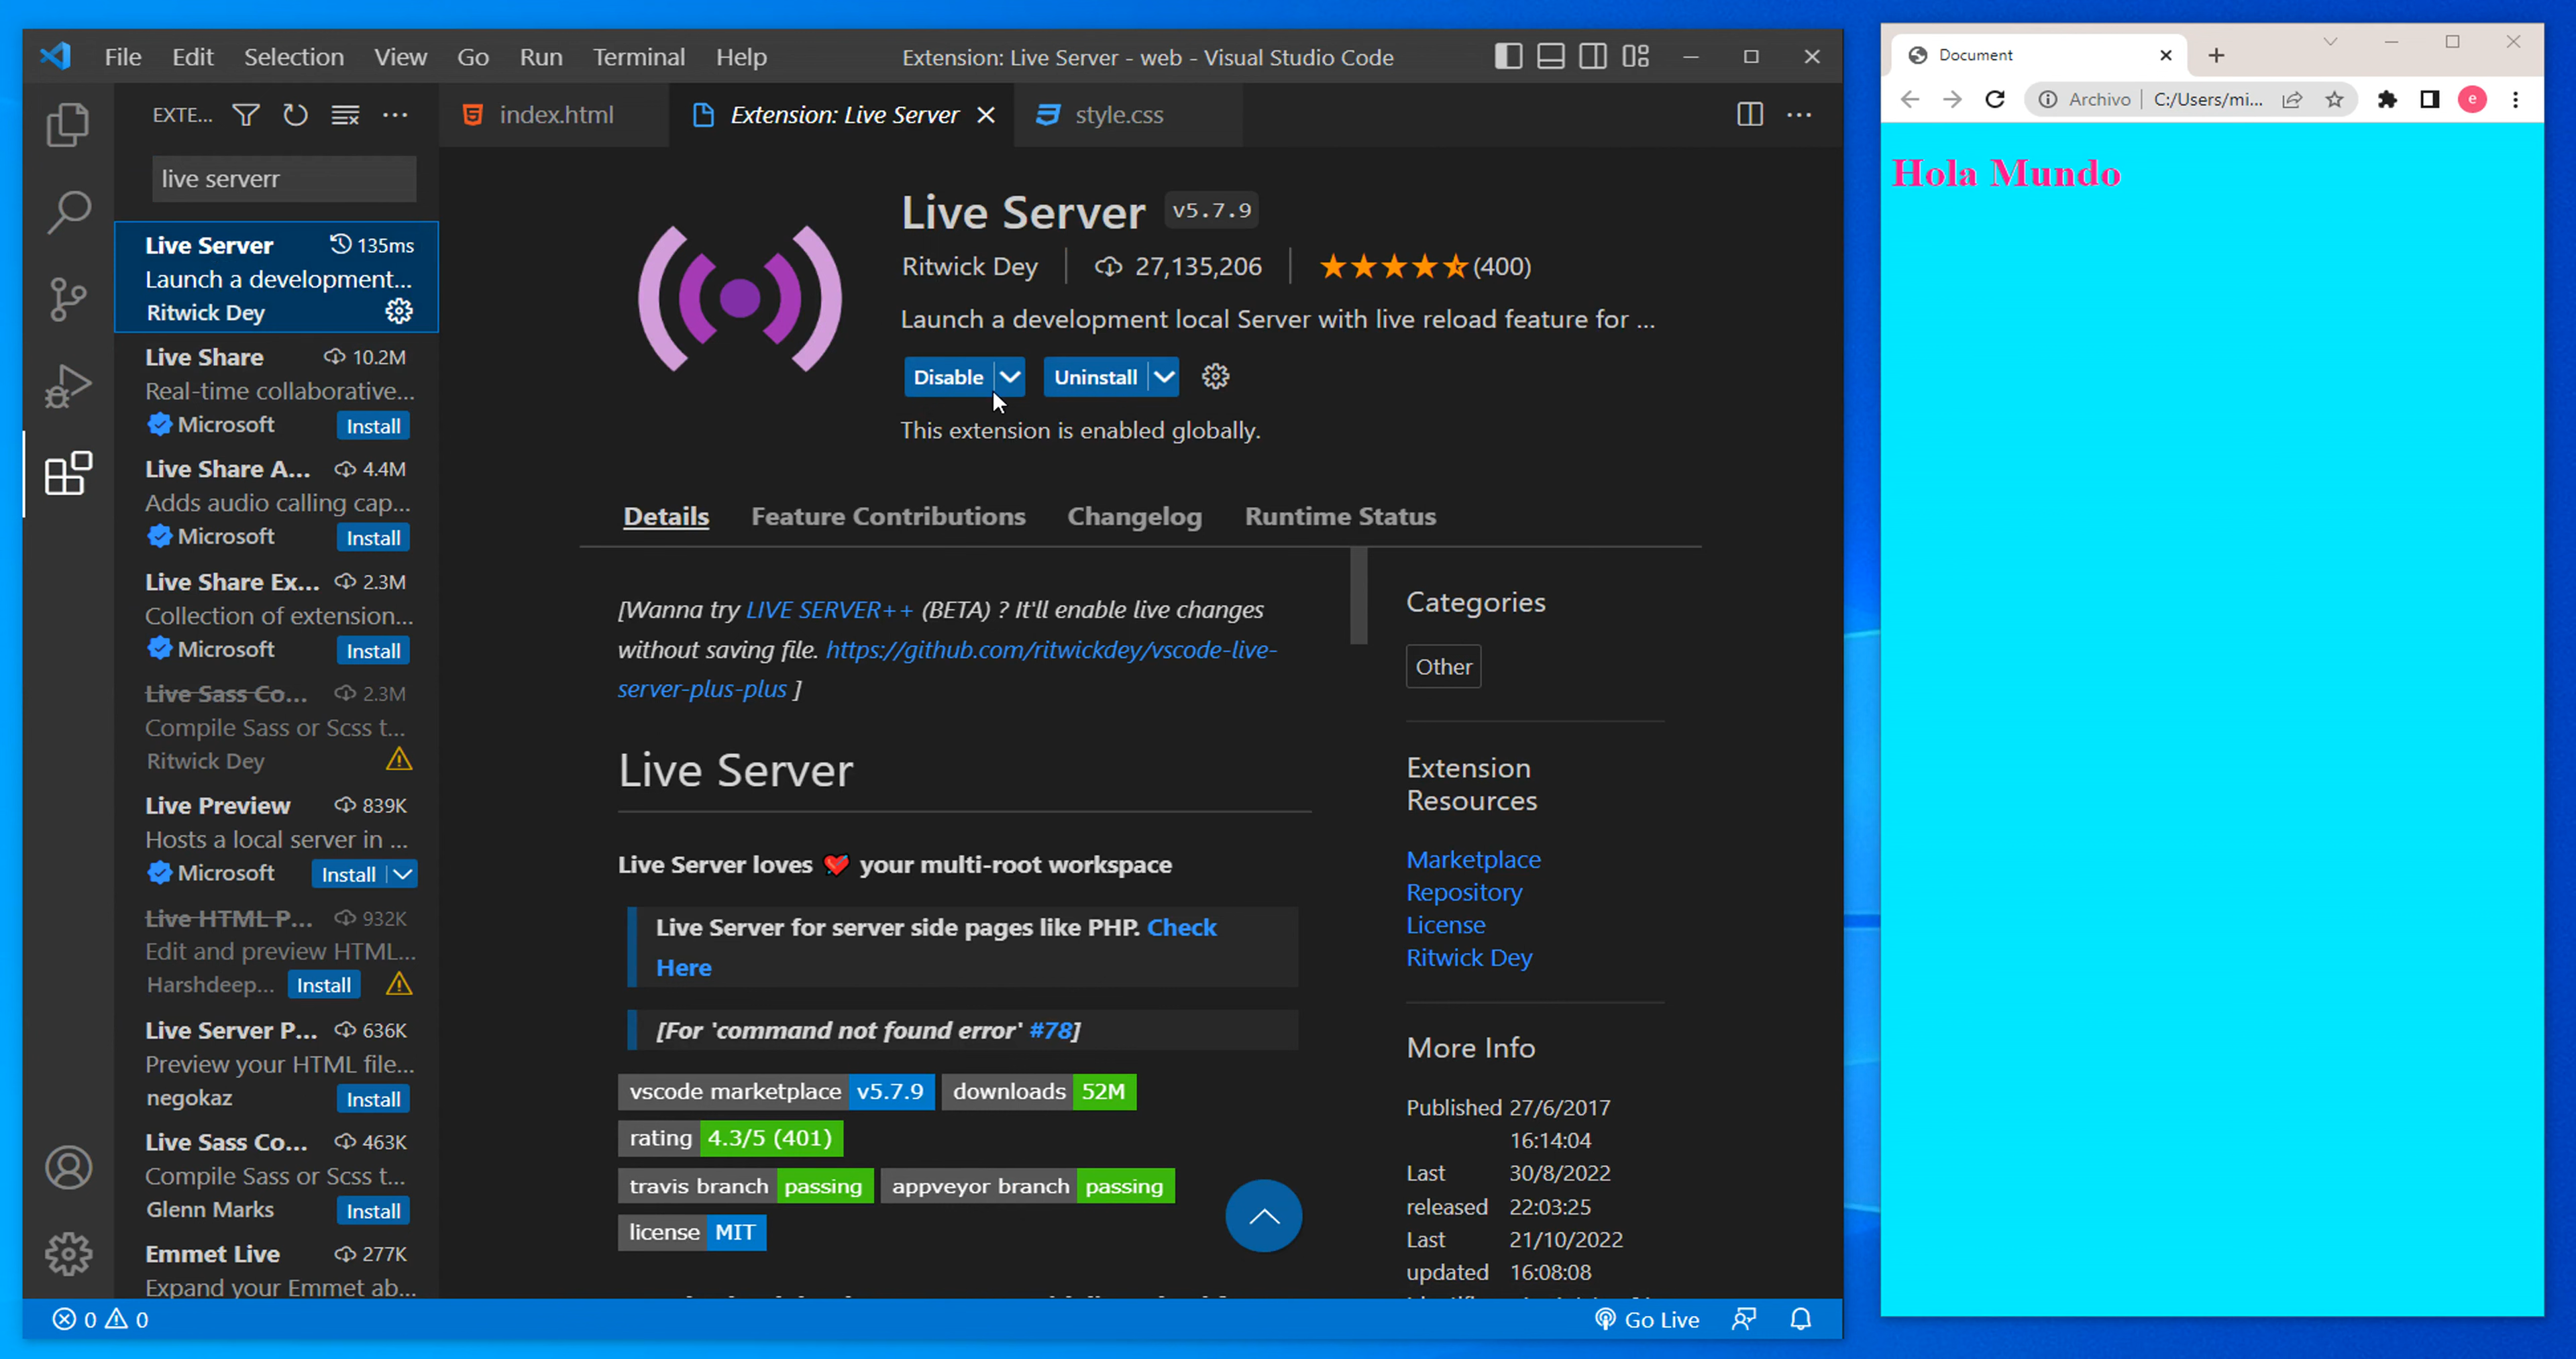 File Edit Selection View Go Run Terminal Help
Extension: Live Server - web - Visual Studio Code
EXTE...
live serverr
Live Server 135ms
Launch a development...
Ritwick Dey
Live Share 10.2M
Real-time collaborative...
Microsoft Install
Live Share A... 4.4M
Adds audio calling cap...
Microsoft Install
Live Share Ex... 2.3M
Collection of extension...
Microsoft Install
Live Sass Co... 2.3M
Compile Sass or Scss t...
Ritwick Dey
Live Preview 839K
Hosts a local server in ...
Microsoft Install
Live HTML P... 932K
Edit and preview HTML...
Harshdeep... Install
Live Server P... 636K
Preview your HTML file...
negokaz Install
Live Sass Co... 463K
Compile Sass or Scss t...
Glenn Marks Install
Emmet Live 277K
Expand your Emmet ab...
index.html Extension: Live Server style.css
Live Server v5.7.9
Ritwick Dey 27,135,206 (400)
Launch a development local Server with live reload feature for ...
Disable Uninstall
This extension is enabled globally.
Details Feature Contributions Changelog Runtime Status
[Wanna try LIVE SERVER++ (BETA) ? It'll enable live changes
without saving file. https://github.com/ritwickdey/vscode-live-
server-plus-plus ]
Live Server
Live Server loves your multi-root workspace
Live Server for server side pages like PHP. Check
Here
[For 'command not found error' #78]
vscode marketplace v5.7.9 downloads 52M
rating 4.3/5 (401)
travis branch passing appveyor branch passing
license MIT
Categories
Other
Extension
Resources
Marketplace
Repository
License
Ritwick Dey
More Info
Published 27/6/2017
16:14:04
Last 30/8/2022
released 22:03:25
Last 21/10/2022
updated 16:08:08
0 0
Go Live
Document
Archivo C:/Users/mi...
e
Hola Mundo